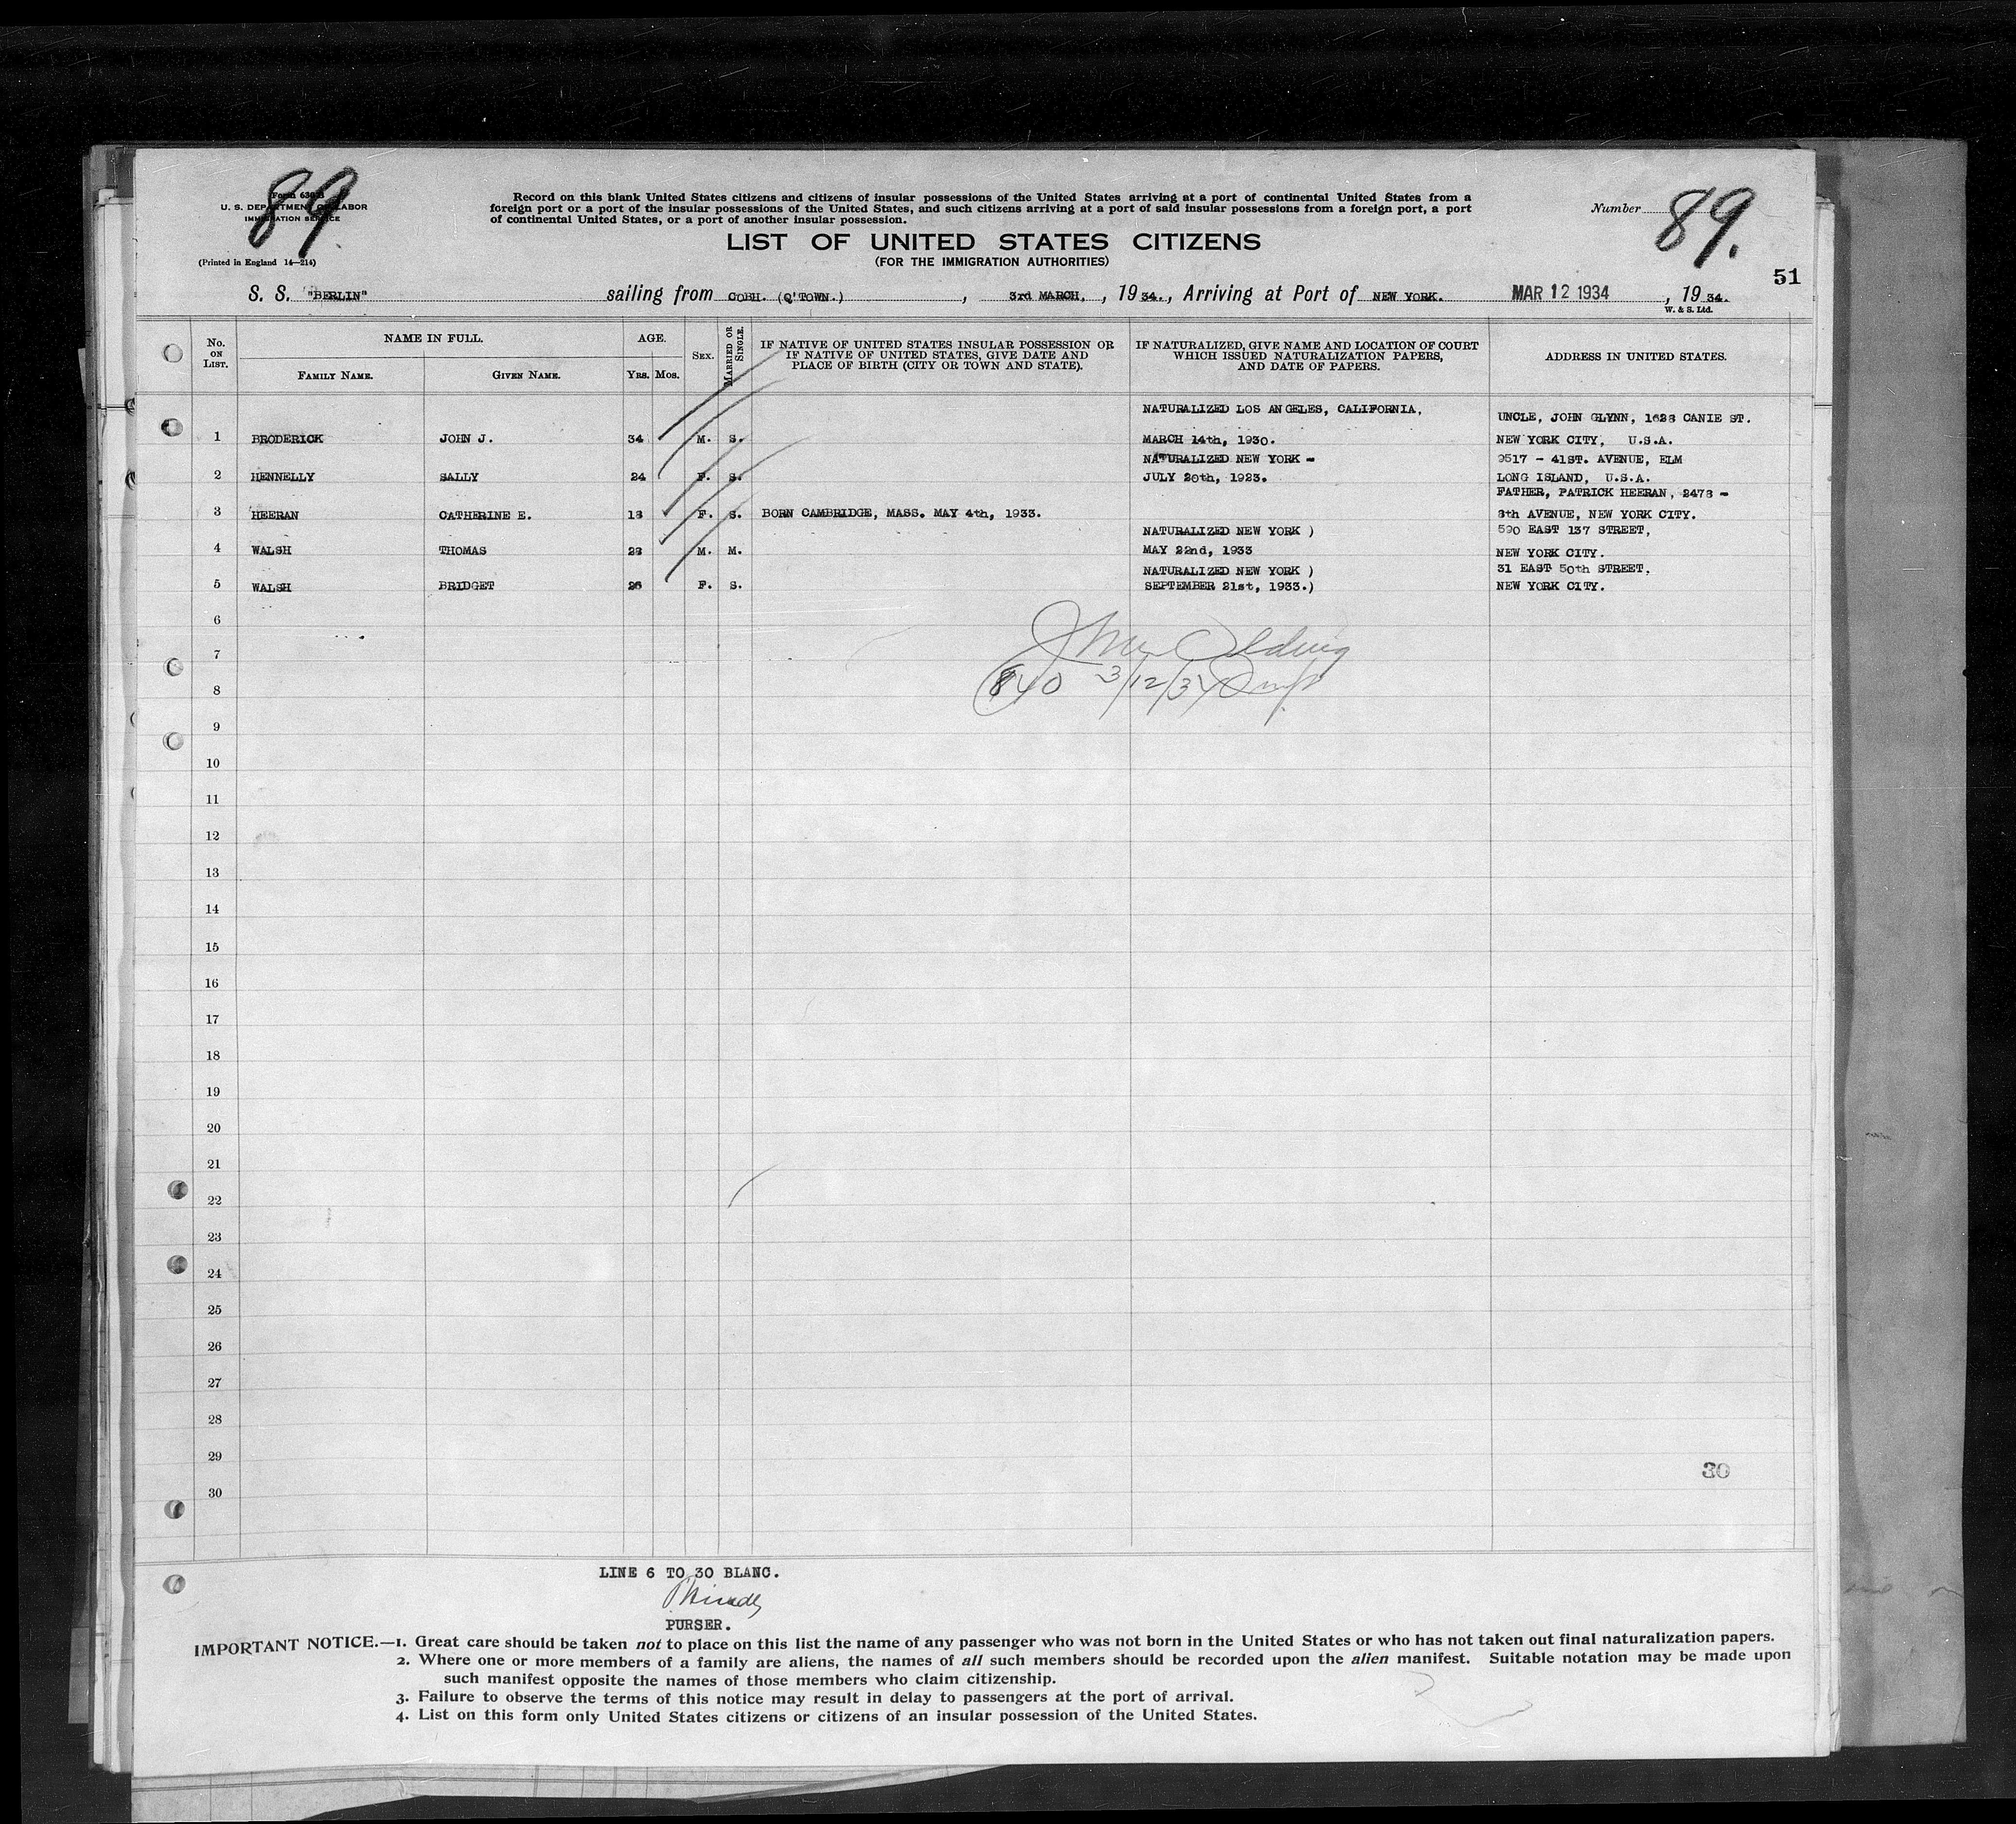 89
Form 630
U. S. DEPARTMENT OF LABOR
IMMIGRATION SERVICE
(Printed in England 14—214)
Record on this blank United States citizens and citizens of insular possessions of the United States arriving at a port of continental United States from a
foreign port or a port of the insular possessions of the United States, and such citizens arriving at a port of said insular possessions from a foreign port, a port
of continental United States, or a port of another insular possession.
Number 89.
LIST OF UNITED STATES CITIZENS
(FOR THE IMMIGRATION AUTHORITIES)
51
S. S. "BERLIN" sailing from COBH. (Q'TOWN.) , 3rd MARCH, , 19 34., Arriving at Port of NEW YORK. MAR 12 1934 , 19 34.
W. & S. Ltd.
No. ON LIST. NAME IN FULL. AGE. SEX. MARRIED OR SINGLE. IF NATIVE OF UNITED STATES INSULAR POSSESSION OR IF NATIVE OF UNITED STATES, GIVE DATE AND PLACE OF BIRTH (CITY OR TOWN AND STATE). IF NATURALIZED, GIVE NAME AND LOCATION OF COURT WHICH ISSUED NATURALIZATION PAPERS, AND DATE OF PAPERS. ADDRESS IN UNITED STATES.
FAMILY NAME. GIVEN NAME. YRS. MOS.
NATURALIZED LOS ANGELES, CALIFORNIA. UNCLE, JOHN GLYNN, 1628 CANIE ST.
1 BRODERICK JOHN J. 34 M. S. MARCH 14th, 1930. NEW YORK CITY, U.S.A.
NATURALIZED NEW YORK - 9517 - 41ST. AVENUE, ELM
2 HENNELLY SALLY 24 F. S. JULY 20th, 1923. LONG ISLAND, U.S.A.
FATHER, PATRICK HEERAN, 2473 -
3 HEERAN CATHERINE E. 18 F. S. BORN CAMBRIDGE, MASS. MAY 4th, 1933. 8th AVENUE, NEW YORK CITY.
NATURALIZED NEW YORK ) 590 EAST 137 STREET,
4 WALSH THOMAS 28 M. M. MAY 22nd, 1933 NEW YORK CITY.
NATURALIZED NEW YORK ) 31 EAST 50th STREET,
5 WALSH BRIDGET 26 F. S. SEPTEMBER 21st, 1933.) NEW YORK CITY.
6
7
840 3/12/34
8
9
10
11
12
13
14
15
16
17
18
19
20
21
22
23
24
25
26
27
28
29
30
30
LINE 6 TO 30 BLANC.
PURSER.
IMPORTANT NOTICE.—1. Great care should be taken not to place on this list the name of any passenger who was not born in the United States or who has not taken out final naturalization papers.
2. Where one or more members of a family are aliens, the names of all such members should be recorded upon the alien manifest. Suitable notation may be made upon
such manifest opposite the names of those members who claim citizenship.
3. Failure to observe the terms of this notice may result in delay to passengers at the port of arrival.
4. List on this form only United States citizens or citizens of an insular possession of the United States.